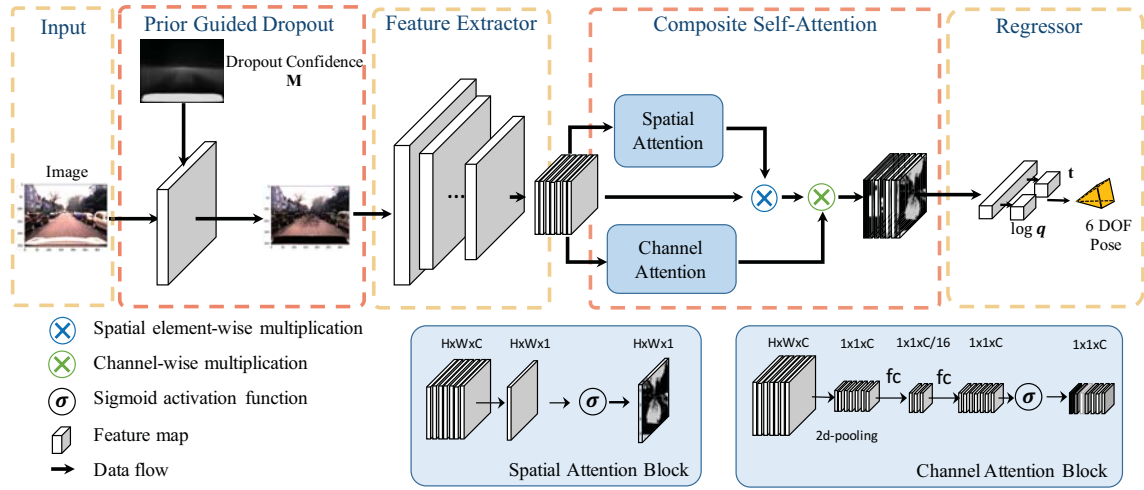 Input
Prior Guided Dropout
Feature Extractor
Composite Self-Attention
Regressor
Dropout Confidence
M
Image
...
Spatial
Attention
Channel
Attention
t
log q
6 DOF
Pose
Spatial element-wise multiplication
Channel-wise multiplication
σ Sigmoid activation function
Feature map
Data flow
HxWxC HxWx1 HxWx1
σ
Spatial Attention Block
HxWxC 1x1xC 1x1xC/16 1x1xC 1x1xC
fc fc
σ
2d-pooling
Channel Attention Block